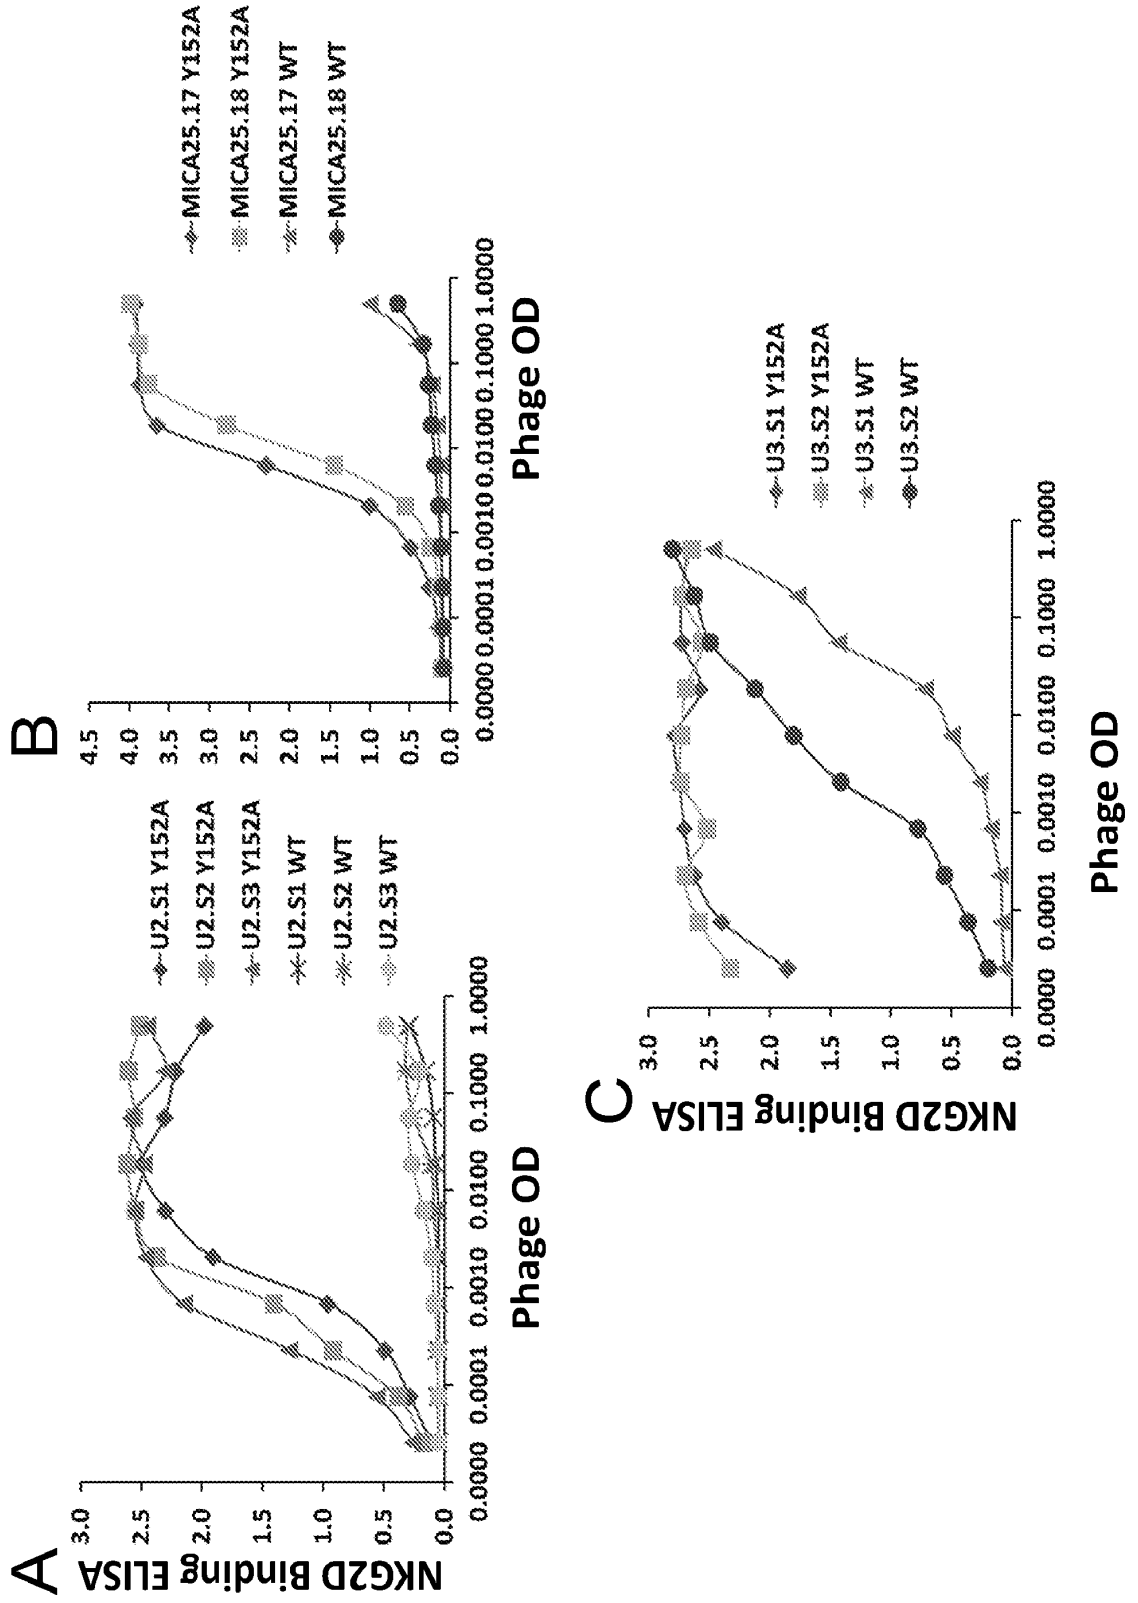 A
NKG2D Binding ELISA
3.0
2.5
2.0
1.5
1.0
0.5
0.0
0.0000 0.0001 0.0010 0.0100 0.1000 1.0000
Phage OD
U2.S1 Y152A
U2.S2 Y152A
U2.S3 Y152A
U2.S1 WT
U2.S2 WT
U2.S3 WT
B
4.5
4.0
3.5
3.0
2.5
2.0
1.5
1.0
0.5
0.0
0.0000 0.0001 0.0010 0.0100 0.1000 1.0000
Phage OD
MICA25.17 Y152A
MICA25.18 Y152A
MICA25.17 WT
MICA25.18 WT
C
NKG2D Binding ELISA
3.0
2.5
2.0
1.5
1.0
0.5
0.0
0.0000 0.0001 0.0010 0.0100 0.1000 1.0000
Phage OD
U3.S1 Y152A
U3.S2 Y152A
U3.S1 WT
U3.S2 WT